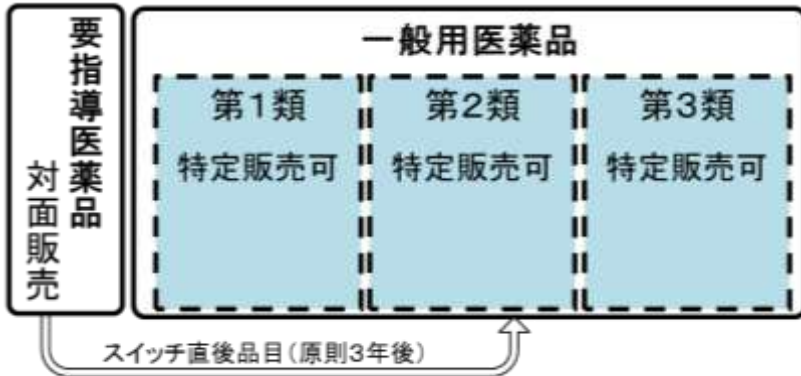 要指導医薬品
対面販売
一般用医薬品
第１類
特定販売可
第２類
特定販売可
第３類
特定販売可
スイッチ直後品目（原則３年後）